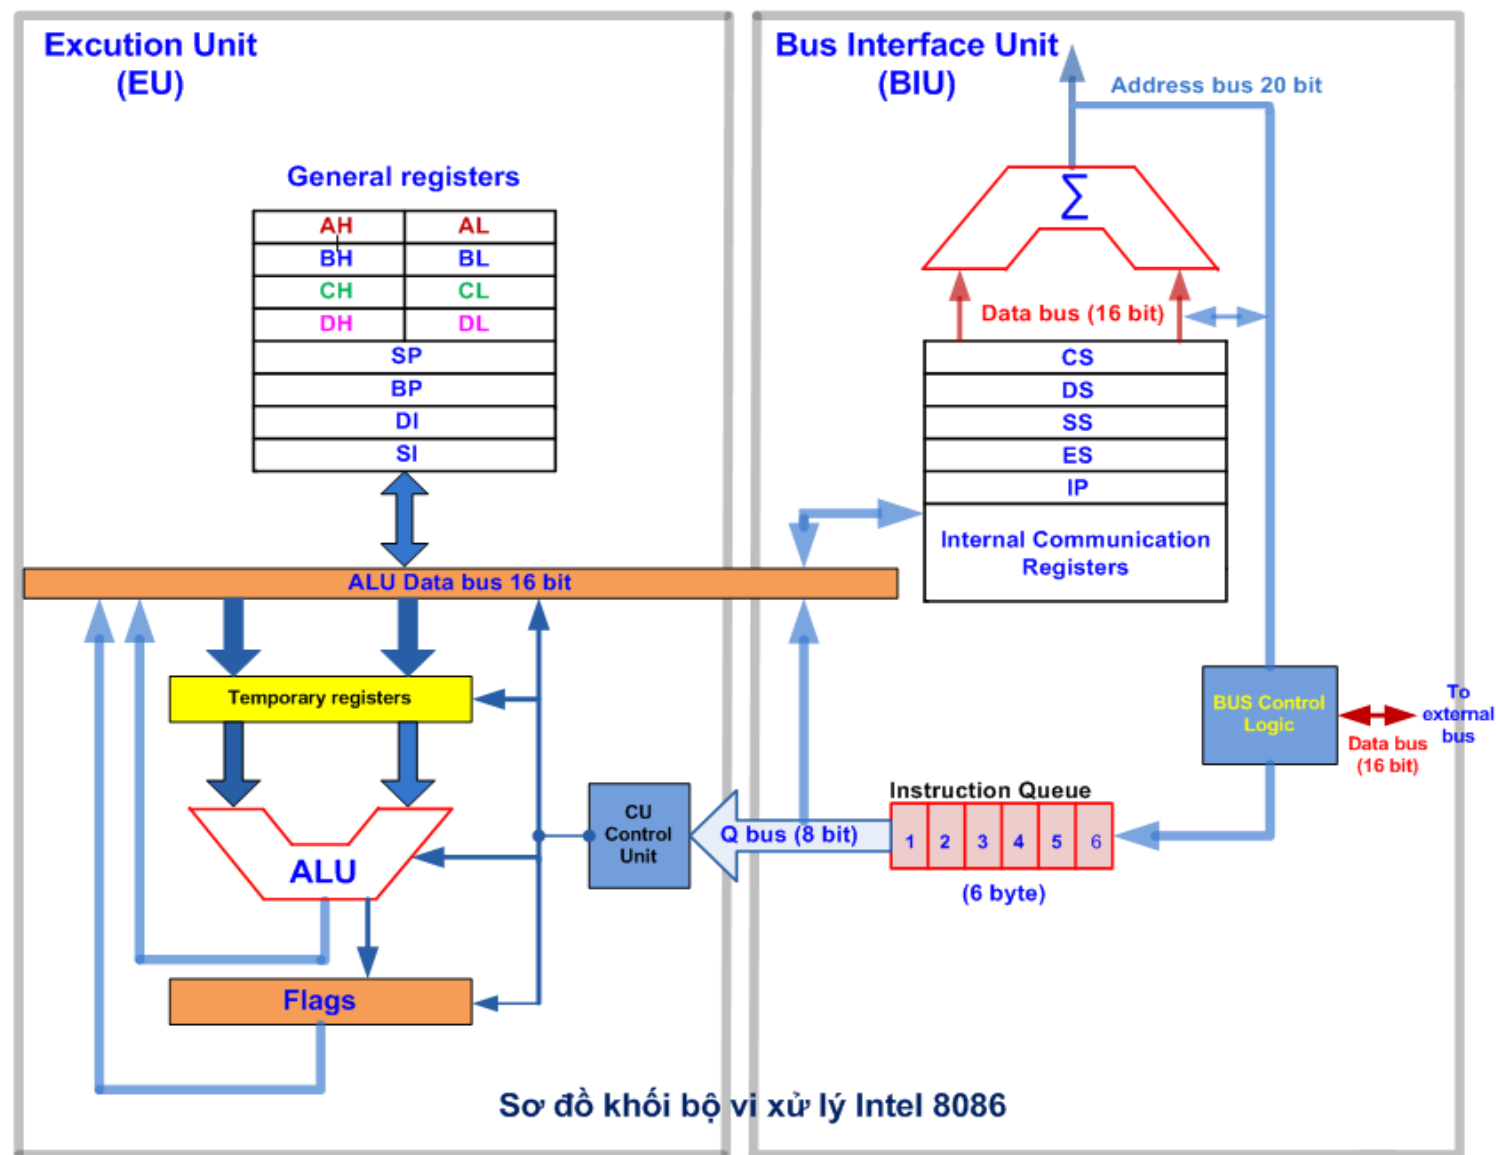 Excution Unit
(EU)
General registers
AH AL
BH BL
CH CL
DH DL
SP
BP
DI
SI
ALU Data bus 16 bit
Temporary registers
ALU
Flags
CU
Control
Unit
Bus Interface Unit
(BIU)
Address bus 20 bit
∑
Data bus (16 bit)
CS
DS
SS
ES
IP
Internal Communication
Registers
BUS Control
Logic
To
external
bus
Data bus
(16 bit)
Instruction Queue
Q bus (8 bit)
1 2 3 4 5 6
(6 byte)
Sơ đồ khối bộ vi xử lý Intel 8086